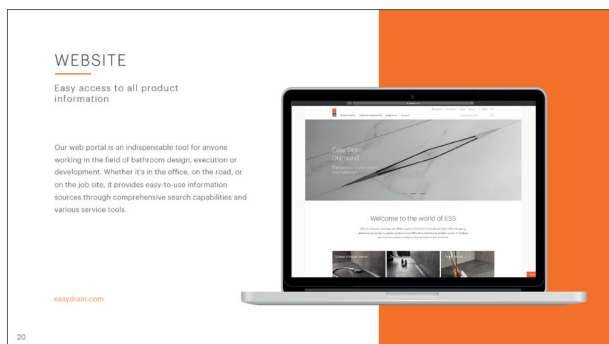 WEBSITE
Easy access to all product
information
Our web portal is an indispensable tool for anyone
working in the field of bathroom design, execution or
development. Whether it's in the office, on the road, or
on the job site, it provides easy-to-use information
sources through comprehensive search capabilities and
various service tools.
easydrain.com
Easy Drain
Diamond
Welcome to the world of ESS
20